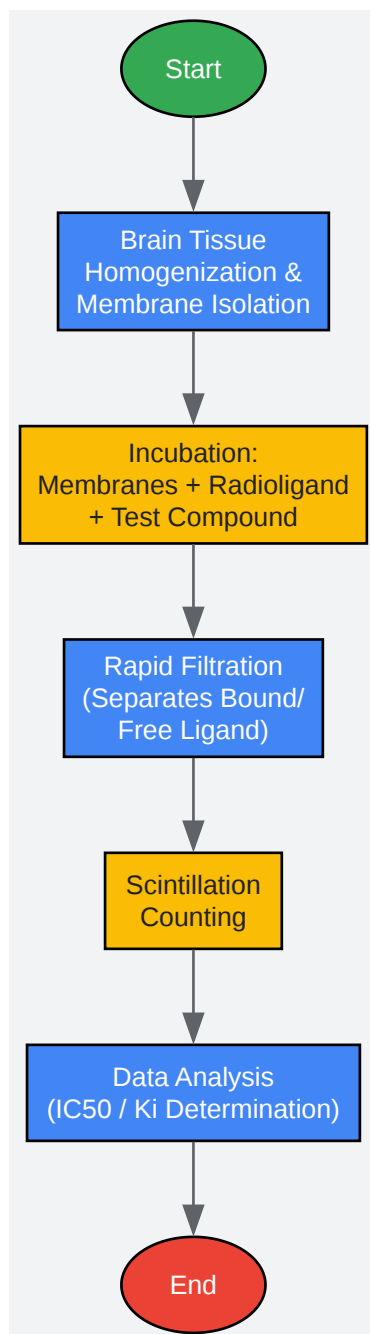 Start
Brain Tissue
Homogenization &
Membrane Isolation
Incubation:
Membranes + Radioligand
+ Test Compound
Rapid Filtration
(Separates Bound/
Free Ligand)
Scintillation
Counting
Data Analysis
(IC50 / Ki Determination)
End